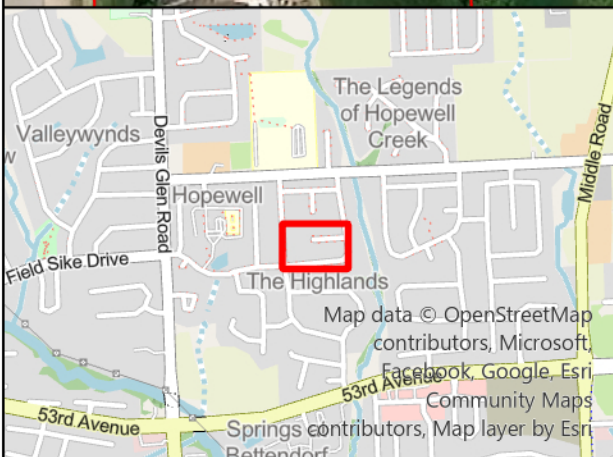 The Legends
of Hopewell
Creek
Valleywynds
w
Devils Glen Road
Middle Road
Hopewell
Field Sike Drive
The Highlands
Map data © OpenStreetMap
contributors, Microsoft,
Facebook, Google, Esri
Community Maps
contributors, Map layer by Esri
53rd Avenue
53rd Avenue
Springs
Bettendorf